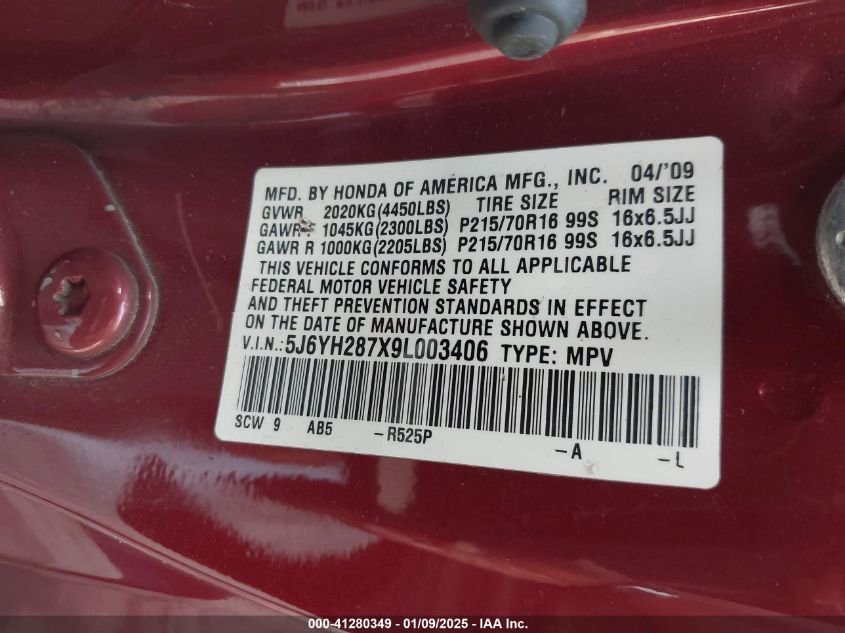 MFD. BY HONDA OF AMERICA MFG., INC. 04/'09
GVWR 2020KG(4450LBS) TIRE SIZE RIM SIZE
GAWR 1045KG(2300LBS) P215/70R16 99S 16x6.5JJ
GAWR R 1000KG(2205LBS) P215/70R16 99S 16x6.5JJ
THIS VEHICLE CONFORMS TO ALL APPLICABLE
FEDERAL MOTOR VEHICLE SAFETY
AND THEFT PREVENTION STANDARDS IN EFFECT
ON THE DATE OF MANUFACTURE SHOWN ABOVE.
V.I.N.:5J6YH287X9L003406 TYPE: MPV
SCW 9 AB5 -R525P -A -L
000-41280349 - 01/09/2025 - IAA Inc.